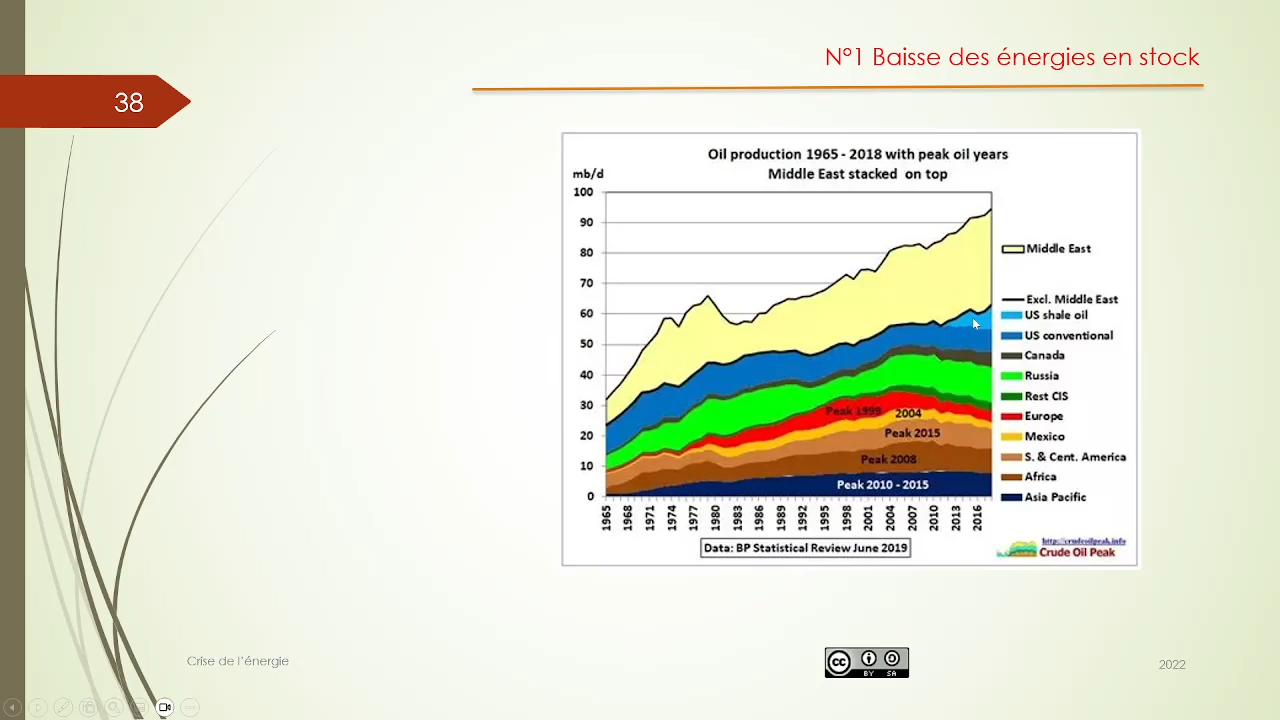 N°1 Baisse des énergies en stock
38
Oil production 1965 - 2018 with peak oil years
Middle East stacked on top
mb/d
100
90
80
70
60
50
40
30
20
10
0
Middle East
Excl. Middle East
US shale oil
US conventional
Canada
Russia
Rest CIS
Europe
Mexico
S. & Cent. America
Africa
Asia Pacific
Peak 1999
2004
Peak 2015
Peak 2008
Peak 2010 - 2015
1965 1968 1971 1974 1977 1980 1983 1986 1989 1992 1995 1998 2001 2004 2007 2010 2013 2016
Data: BP Statistical Review June 2019
http://crudeoilpeak.info
Crude Oil Peak
Crise de l'énergie
cc BY SA
2022